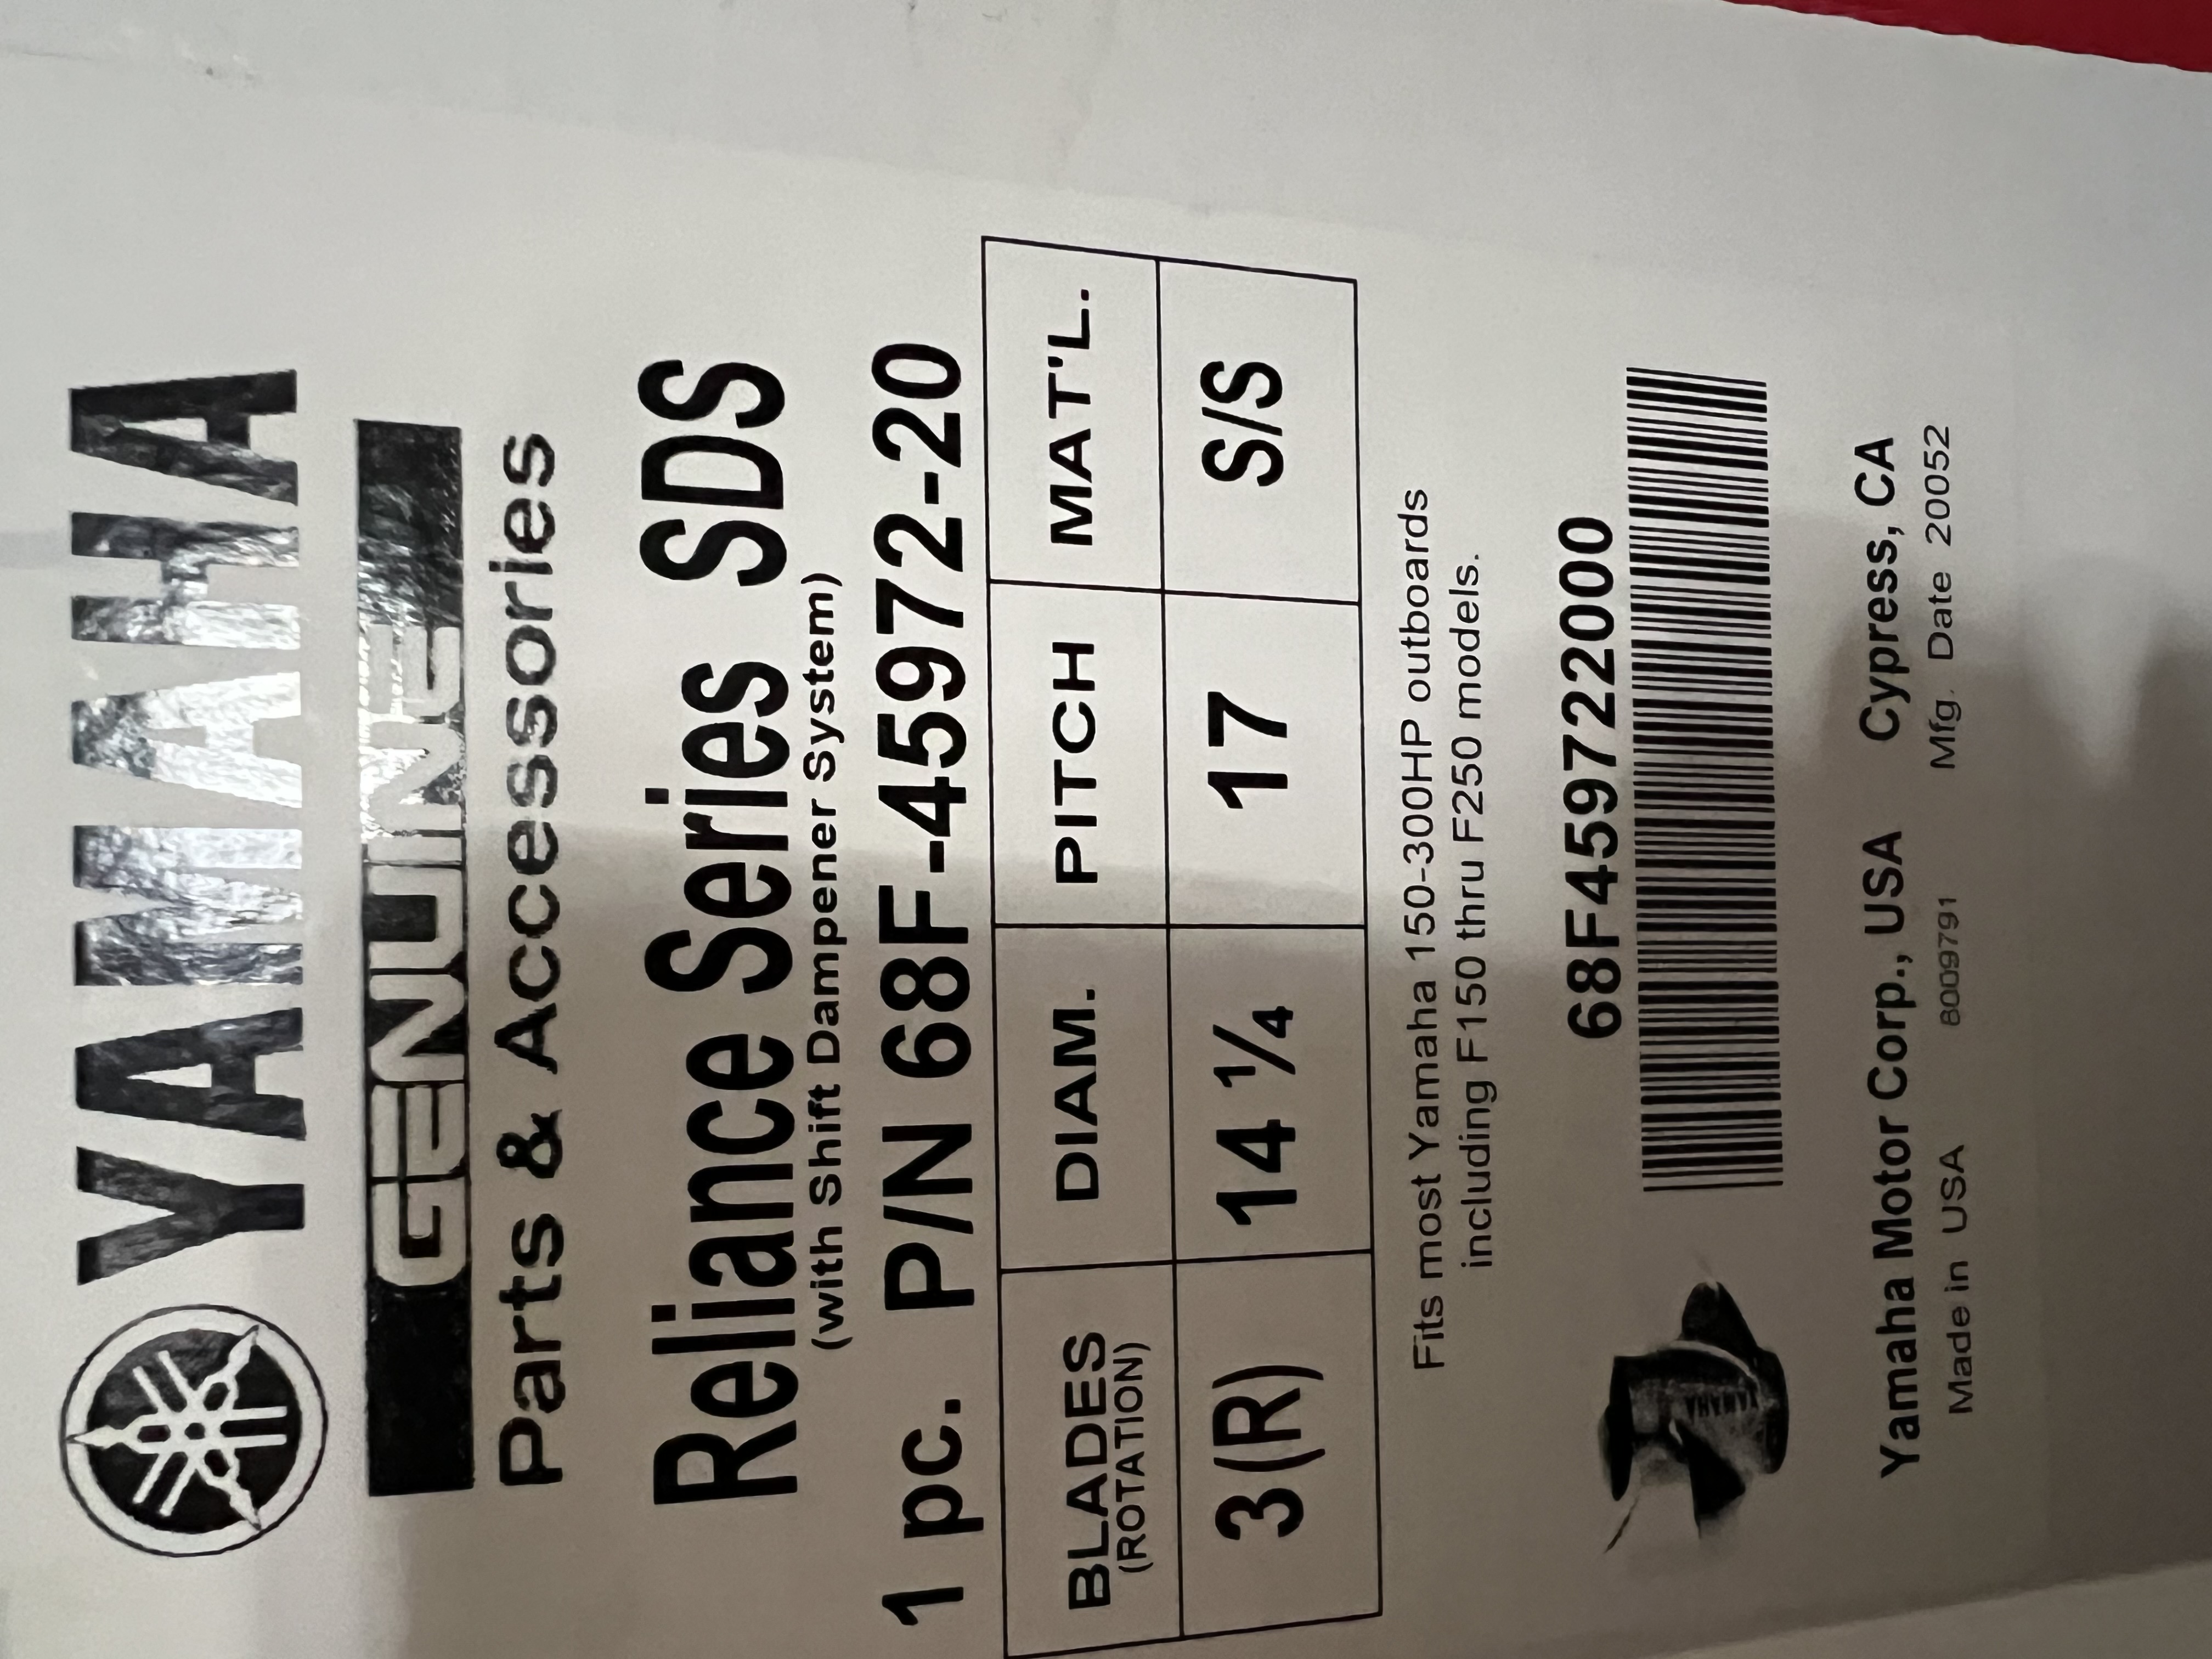 YAMAHA
GENUINE
Parts & Accessories
Reliance Series SDS
(with Shift Dampener System)
1 pc. P/N 68F-45972-20
BLADES DIAM. PITCH MAT'L.
(ROTATION)
3(R) 14 ¼ 17 S/S
Fits most Yamaha 150-300HP outboards
including F150 thru F250 models.
68F459722000
YAMAHA
Yamaha Motor Corp., USA Cypress, CA
Made in USA 8009791 Mfg. Date 20052